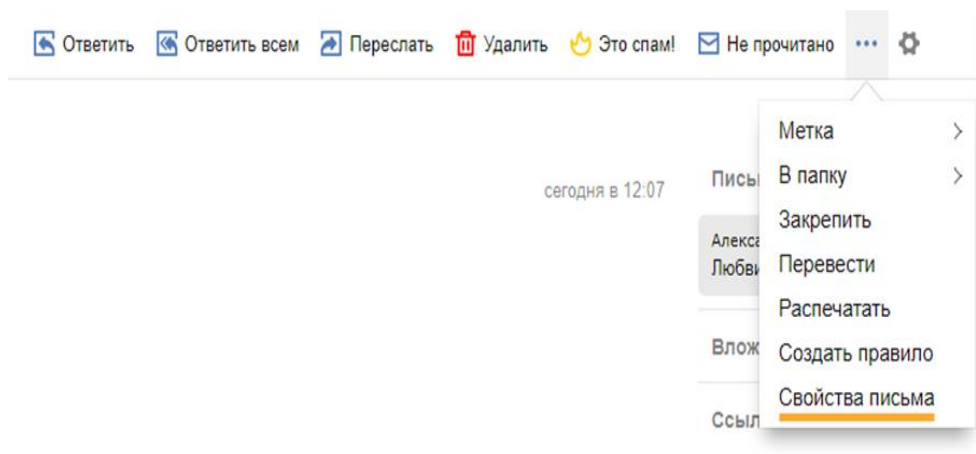 Ответить Ответить всем Переслать Удалить Это спам! Не прочитано ...
Метка
сегодня в 12:07
В папку
Закрепить
Перевести
Распечатать
Создать правило
Свойства письма